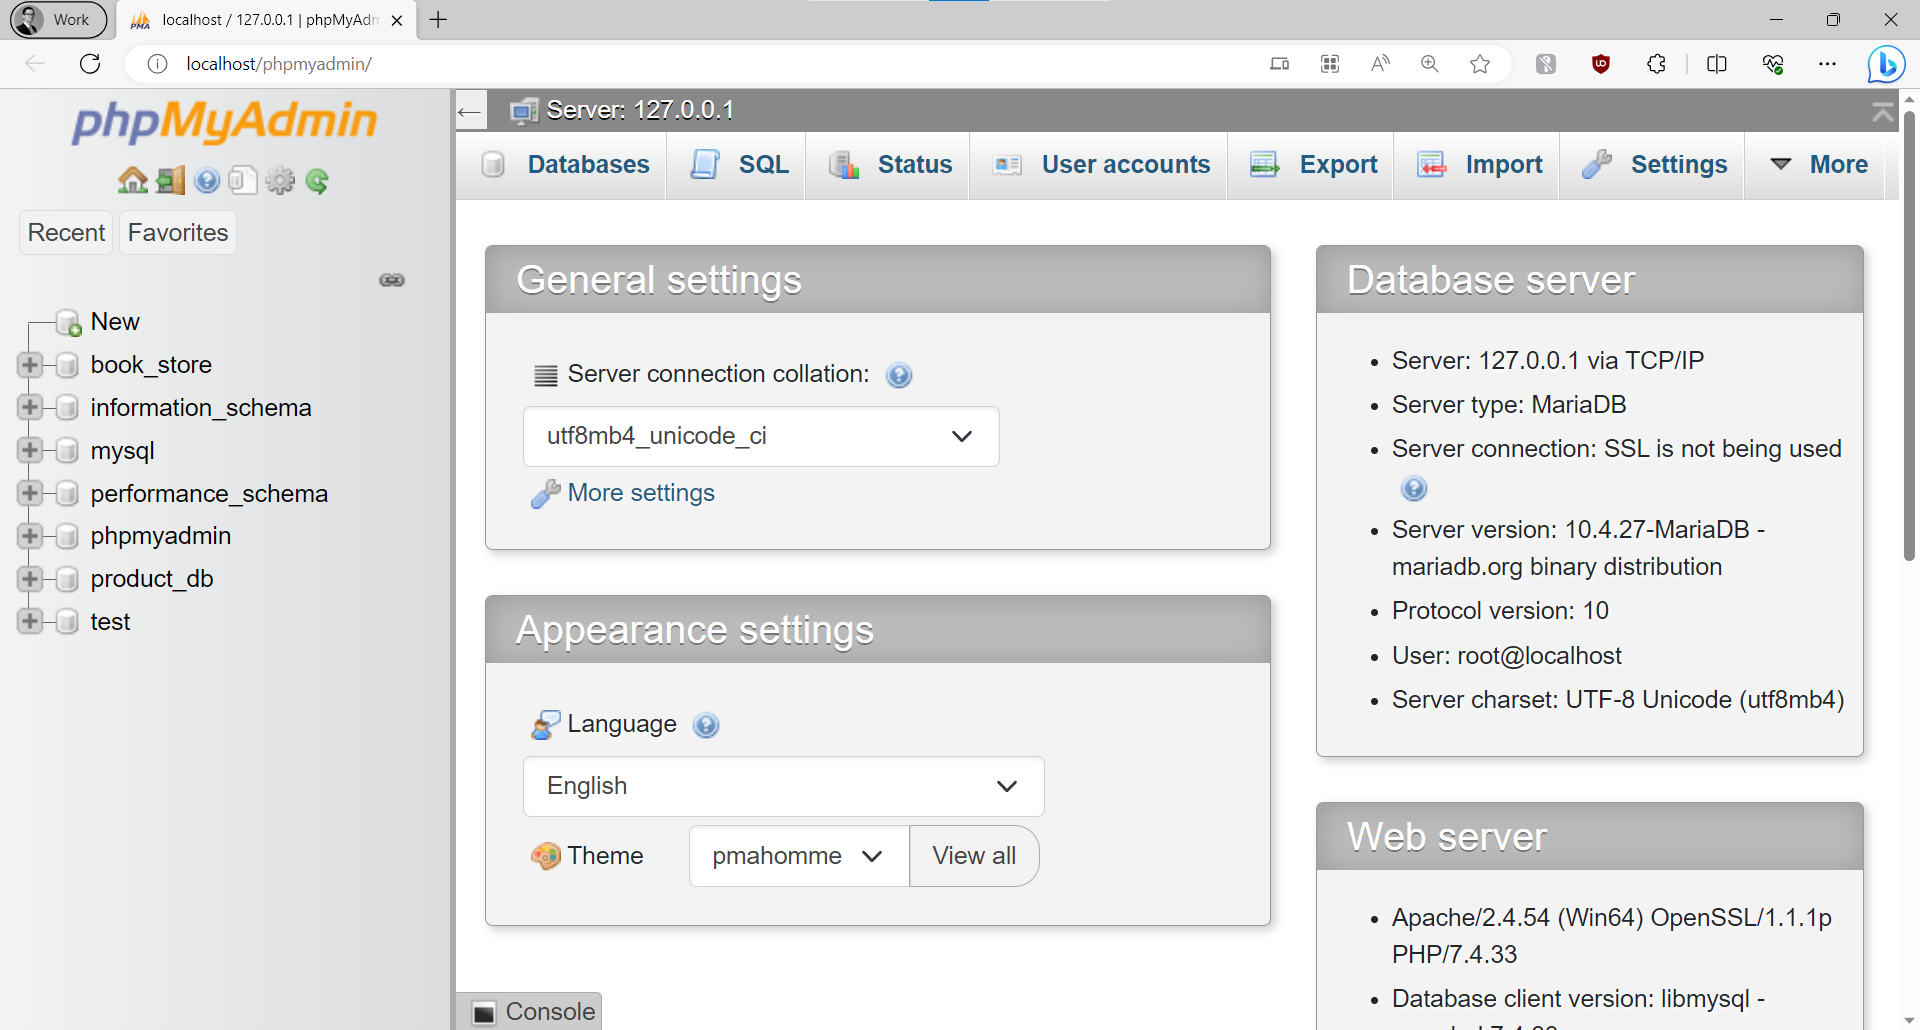 Work
localhost / 127.0.0.1 | phpMyAdm
localhost/phpmyadmin/
phpMyAdmin
Recent
Favorites
New
book_store
information_schema
mysql
performance_schema
phpmyadmin
product_db
test
Server: 127.0.0.1
Databases
SQL
Status
User accounts
Export
Import
Settings
More
General settings
Server connection collation:
utf8mb4_unicode_ci
More settings
Appearance settings
Language
English
Theme
pmahomme
View all
Database server
Server: 127.0.0.1 via TCP/IP
Server type: MariaDB
Server connection: SSL is not being used
Server version: 10.4.27-MariaDB -
mariadb.org binary distribution
Protocol version: 10
User: root@localhost
Server charset: UTF-8 Unicode (utf8mb4)
Web server
Apache/2.4.54 (Win64) OpenSSL/1.1.1p
PHP/7.4.33
Database client version: libmysql -
Console